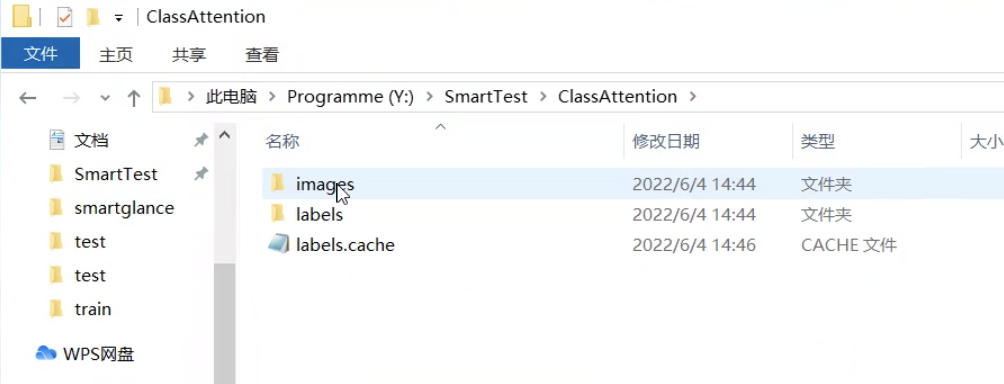 ClassAttention
文件 主页 共享 查看
此电脑 Programme (Y:) SmartTest ClassAttention
文档
SmartTest
smartglance
test
test
train
WPS网盘
名称 修改日期 类型 大小
images 2022/6/4 14:44 文件夹
labels 2022/6/4 14:44 文件夹
labels.cache 2022/6/4 14:46 CACHE 文件